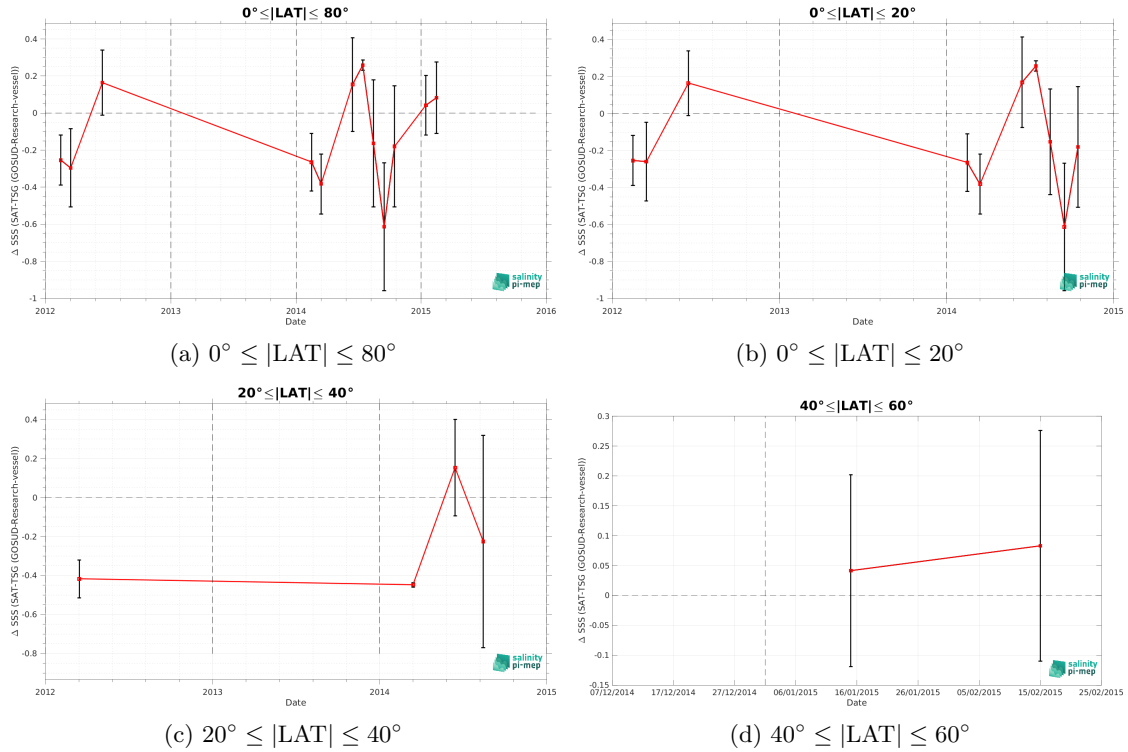 0°≤|LAT|≤ 80°
Δ SSS (SAT-TSG (GOSUD-Research-vessel))
0.4
0.2
0
-0.2
-0.4
-0.6
-0.8
-1
2012 2013 2014 2015 2016
Date
salinity
pi-mep
(a) 0° ≤ |LAT| ≤ 80°
0°≤|LAT|≤ 20°
Δ SSS (SAT-TSG (GOSUD-Research-vessel))
0.4
0.2
0
-0.2
-0.4
-0.6
-0.8
-1
2012 2013 2014 2015
Date
salinity
pi-mep
(b) 0° ≤ |LAT| ≤ 20°
20°≤|LAT|≤ 40°
Δ SSS (SAT-TSG (GOSUD-Research-vessel))
0.4
0.2
0
-0.2
-0.4
-0.6
-0.8
2012 2013 2014 2015
Date
salinity
pi-mep
(c) 20° ≤ |LAT| ≤ 40°
40°≤|LAT|≤ 60°
Δ SSS (SAT-TSG (GOSUD-Research-vessel))
0.3
0.25
0.2
0.15
0.1
0.05
0
-0.05
-0.1
-0.15
07/12/2014 17/12/2014 27/12/2014 06/01/2015 16/01/2015 26/01/2015 05/02/2015 15/02/2015 25/02/2015
Date
salinity
pi-mep
(d) 40° ≤ |LAT| ≤ 60°